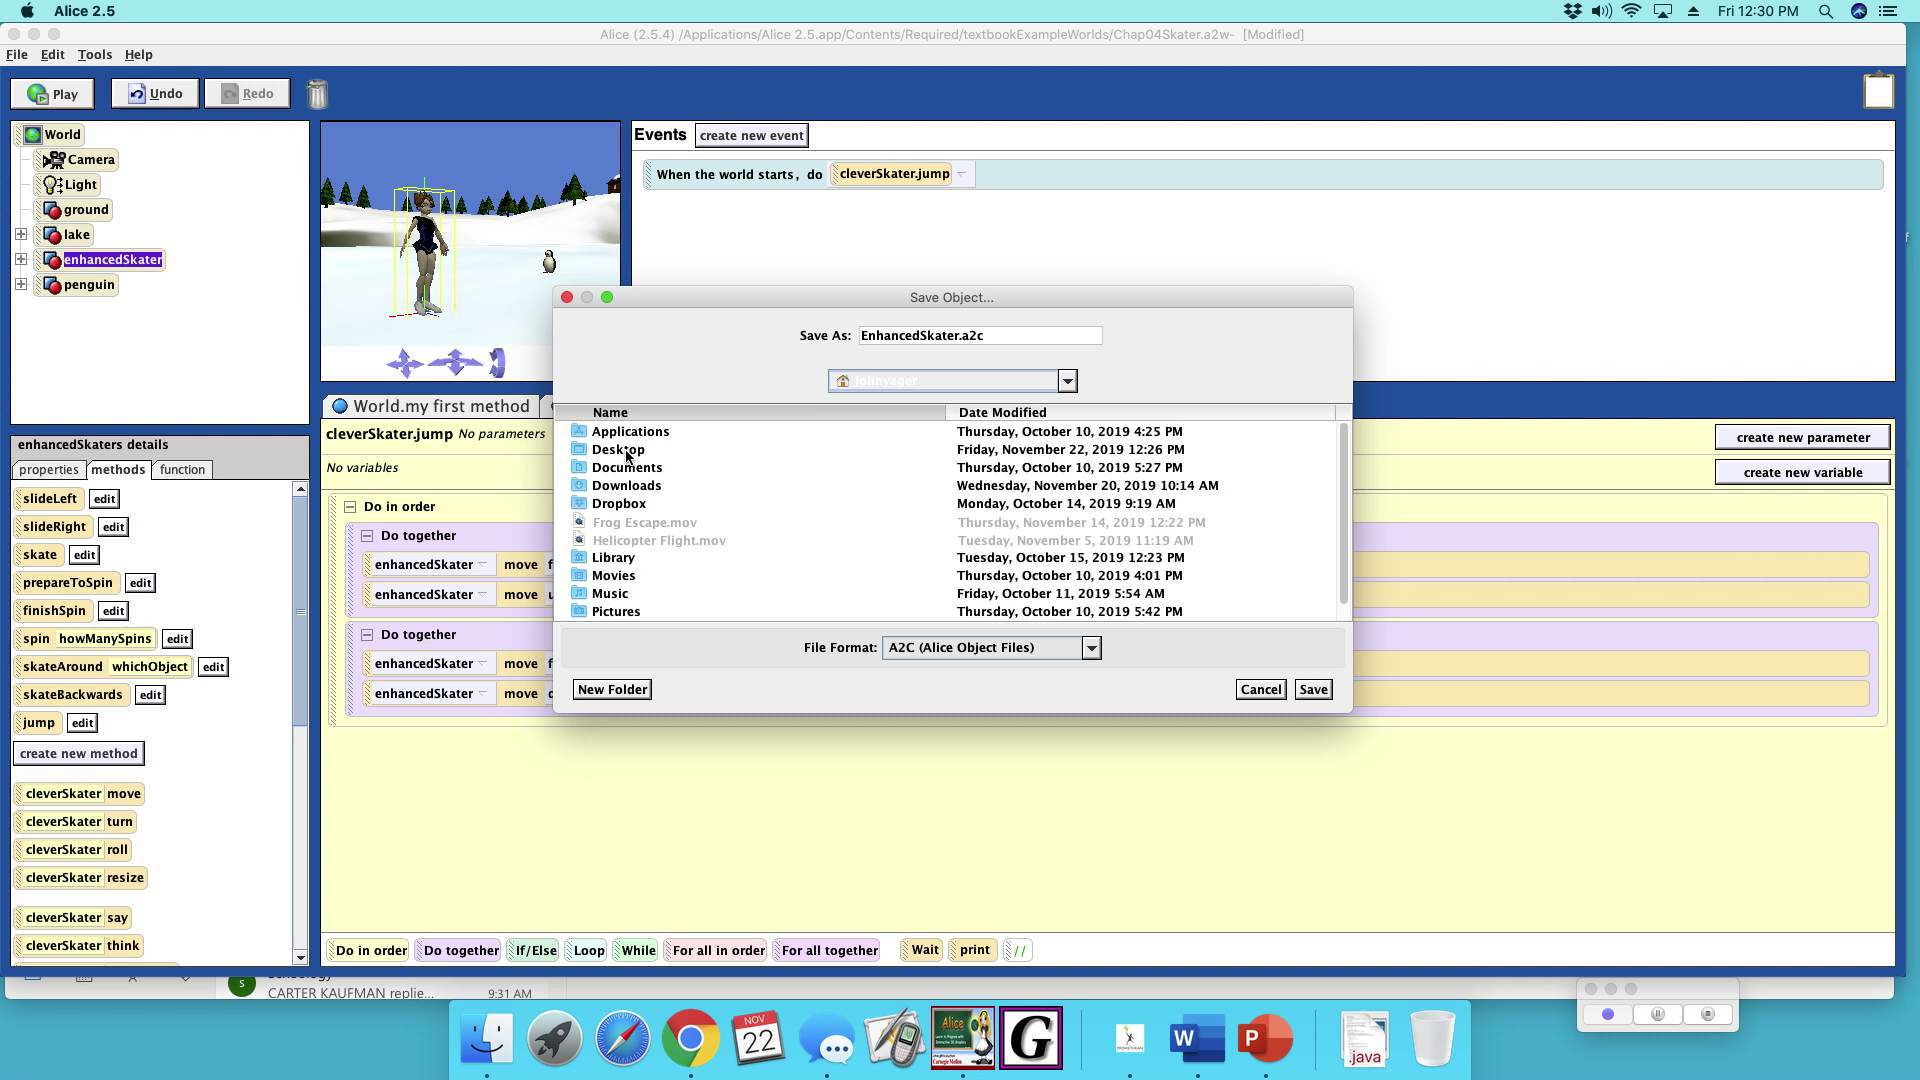 Alice 2.5
Fri 12:30 PM
Alice (2.5.4) /Applications/Alice 2.5.app/Contents/Required/textbookExampleWorlds/Chap04Skater.a2w- [Modified]
File Edit Tools Help
Play Undo Redo
World
Camera
Light
ground
lake
enhancedSkater
penguin
Events create new event
When the world starts, do cleverSkater.jump
Save Object...
Save As: EnhancedSkater.a2c
johnyager
Name Date Modified
Applications Thursday, October 10, 2019 4:25 PM
Desktop Friday, November 22, 2019 12:26 PM
Documents Thursday, October 10, 2019 5:27 PM
Downloads Wednesday, November 20, 2019 10:14 AM
Dropbox Monday, October 14, 2019 9:19 AM
Frog Escape.mov Thursday, November 14, 2019 12:22 PM
Helicopter Flight.mov Tuesday, November 5, 2019 11:19 AM
Library Tuesday, October 15, 2019 12:23 PM
Movies Thursday, October 10, 2019 4:01 PM
Music Friday, October 11, 2019 5:54 AM
Pictures Thursday, October 10, 2019 5:42 PM
File Format: A2C (Alice Object Files)
New Folder Cancel Save
enhancedSkaters details
properties methods function
slideLeft edit
slideRight edit
skate edit
prepareToSpin edit
finishSpin edit
spin howManySpins edit
skateAround whichObject edit
skateBackwards edit
jump edit
create new method
cleverSkater move
cleverSkater turn
cleverSkater roll
cleverSkater resize
cleverSkater say
cleverSkater think
World.my first method
cleverSkater.jump No parameters
create new parameter
No variables
create new variable
Do in order
Do together
enhancedSkater move f
enhancedSkater move u
Do together
enhancedSkater move f
enhancedSkater move d
Do in order Do together If/Else Loop While For all in order For all together Wait print //
S
CARTER KAUFMAN replie... 9:31 AM
NOV
22
Alice
G
W
P
.java